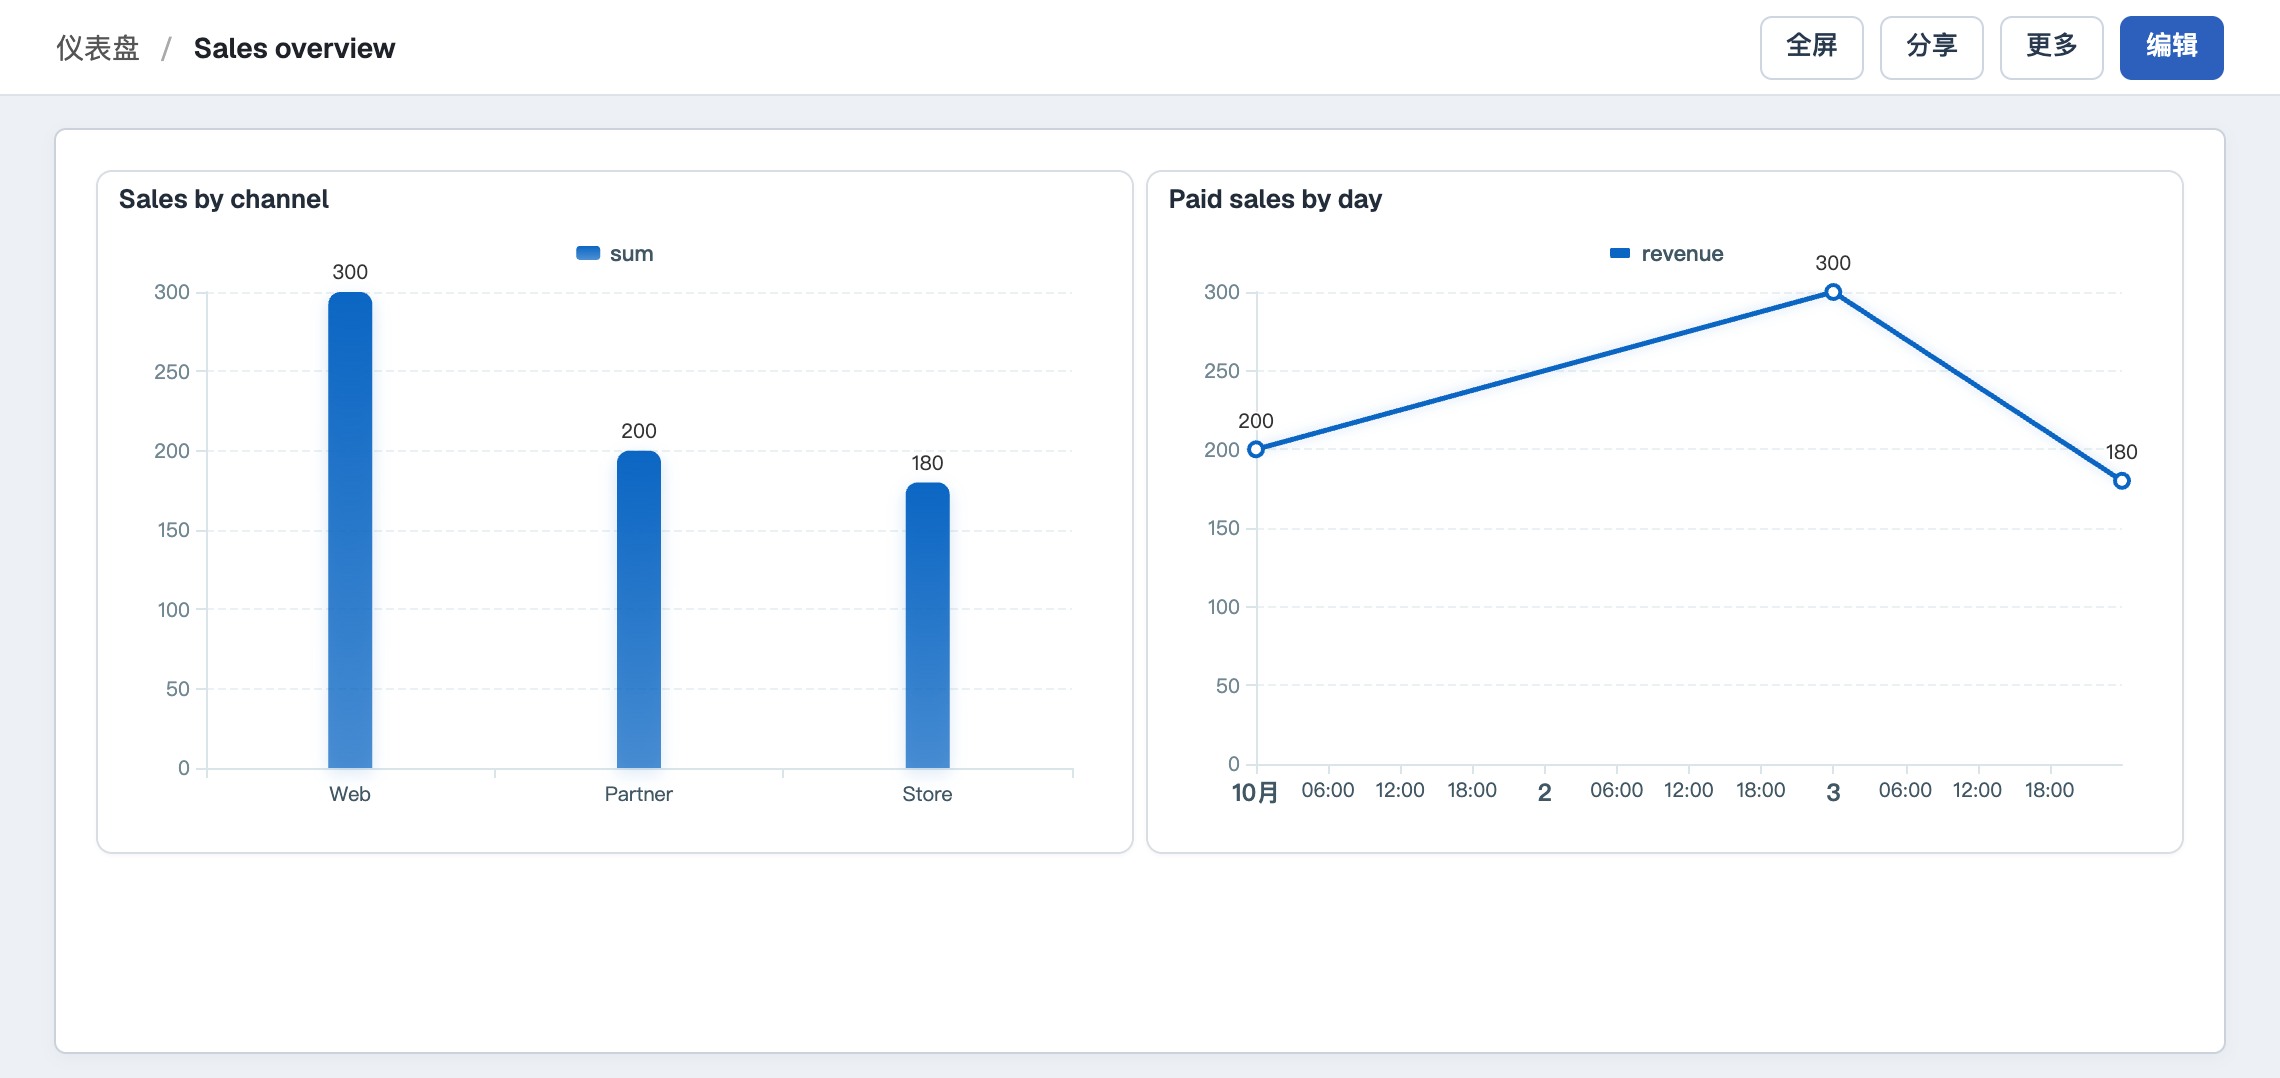 仪表盘 / Sales overview
全屏 分享 更多 编辑
Sales by channel
sum
300
300
250
200
200
180
150
100
50
0
Web Partner Store
Paid sales by day
revenue
300
300
250
200
200
180
150
100
50
0
10月 06:00 12:00 18:00 2 06:00 12:00 18:00 3 06:00 12:00 18:00